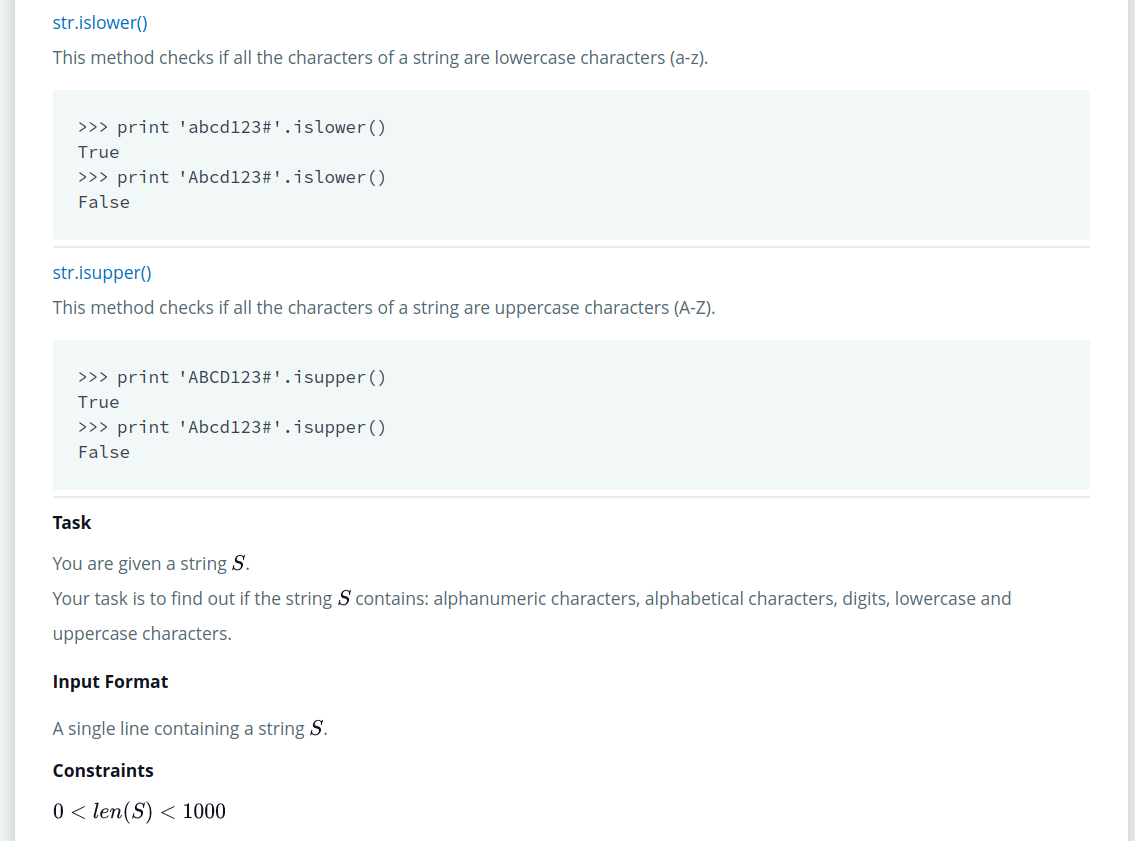 str.islower()
This method checks if all the characters of a string are lowercase characters (a-z).
>>> print 'abcd123#'.islower()
True
>>> print 'Abcd123#'.islower()
False
str.isupper()
This method checks if all the characters of a string are uppercase characters (A-Z).
>>> print 'ABCD123#'.isupper()
True
>>> print 'Abcd123#'.isupper()
False
Task
You are given a string S.
Your task is to find out if the string S contains: alphanumeric characters, alphabetical characters, digits, lowercase and
uppercase characters.
Input Format
A single line containing a string S.
Constraints
0 < len(S) < 1000